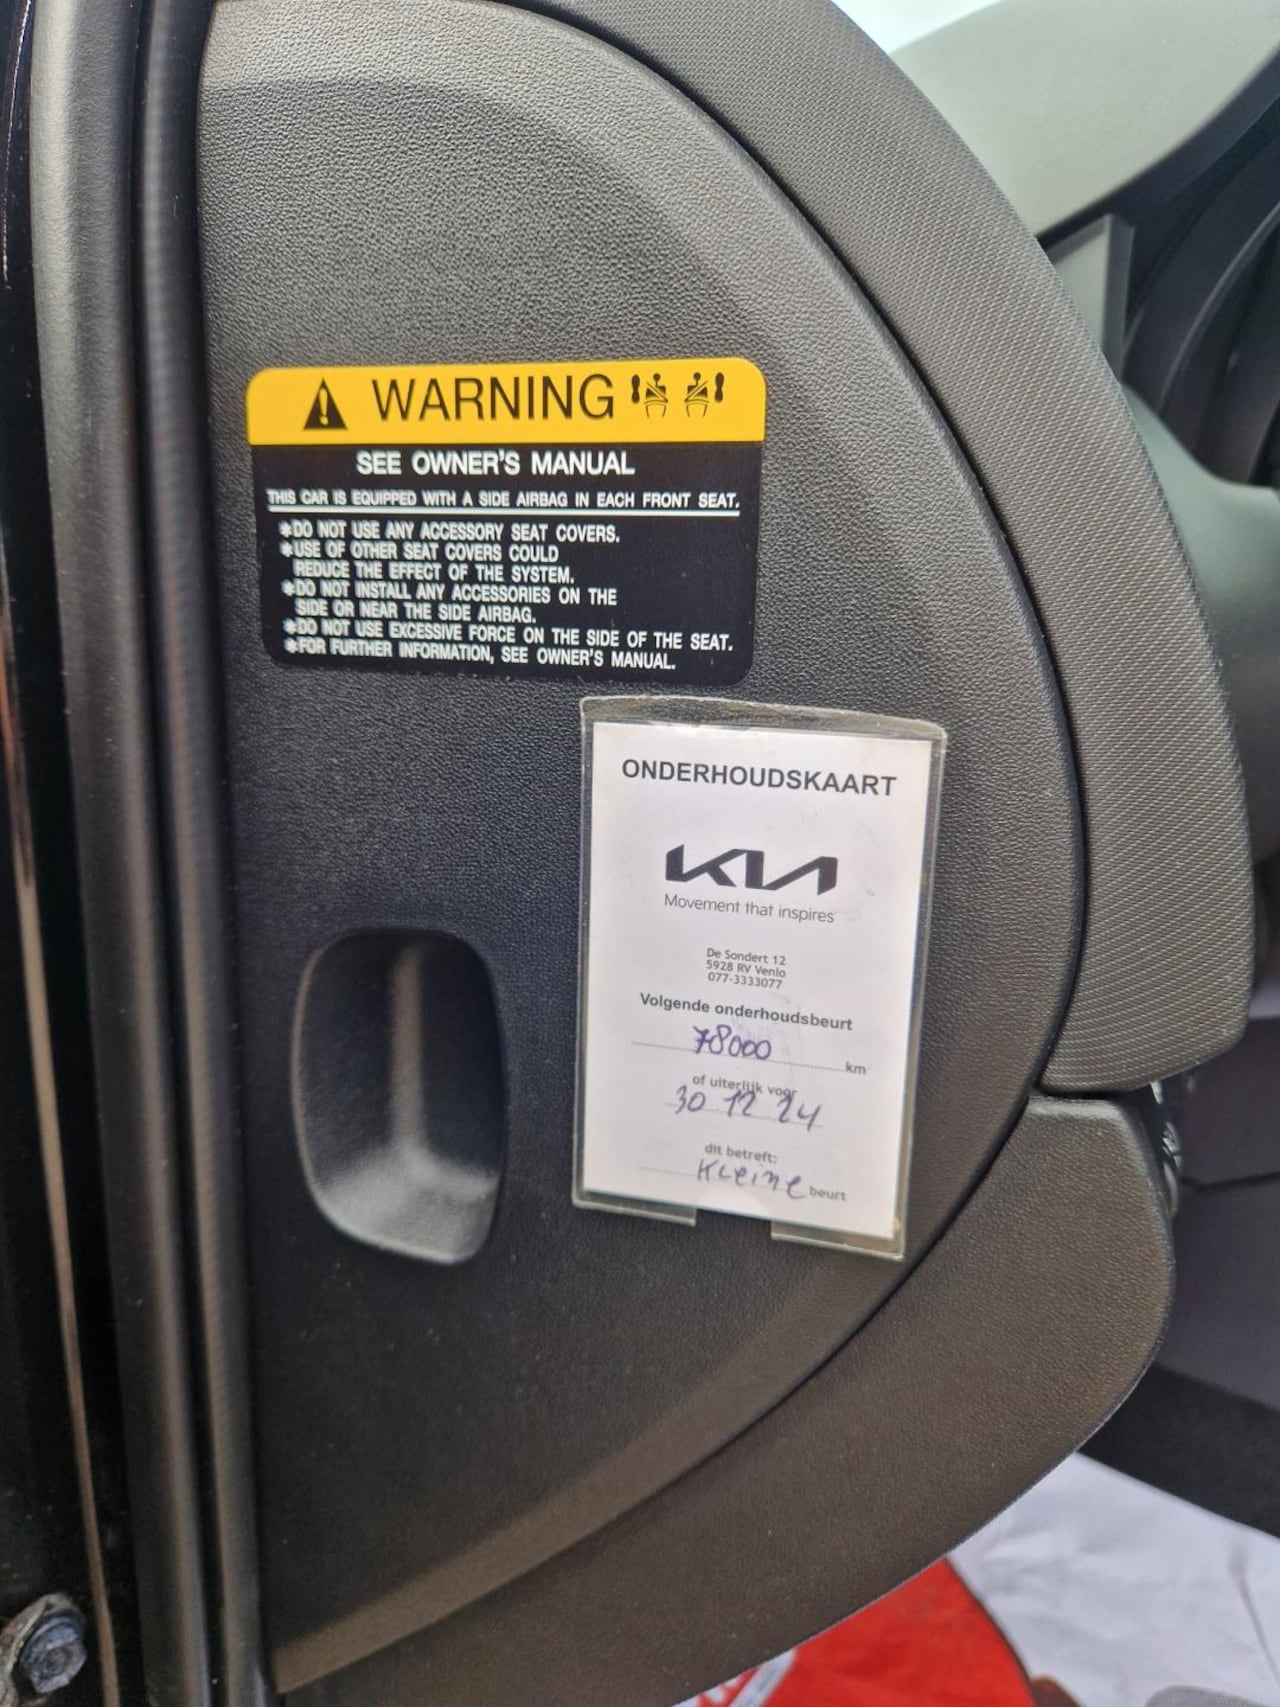 WARNING
SEE OWNER'S MANUAL
THIS CAR IS EQUIPPED WITH A SIDE AIRBAG IN EACH FRONT SEAT.
*DO NOT USE ANY ACCESSORY SEAT COVERS.
*USE OF OTHER SEAT COVERS COULD
REDUCE THE EFFECT OF THE SYSTEM.
*DO NOT INSTALL ANY ACCESSORIES ON THE
SIDE OR NEAR THE SIDE AIRBAG.
*DO NOT USE EXCESSIVE FORCE ON THE SIDE OF THE SEAT.
*FOR FURTHER INFORMATION, SEE OWNER'S MANUAL.
ONDERHOUDSKAART
KIA
Movement that inspires
De Sondert 12
5928 RV Venlo
077-3333077
Volgende onderhoudsbeurt
78000 km
of uiterlijk voor
30 12 24
dit betreft:
Kleine beurt